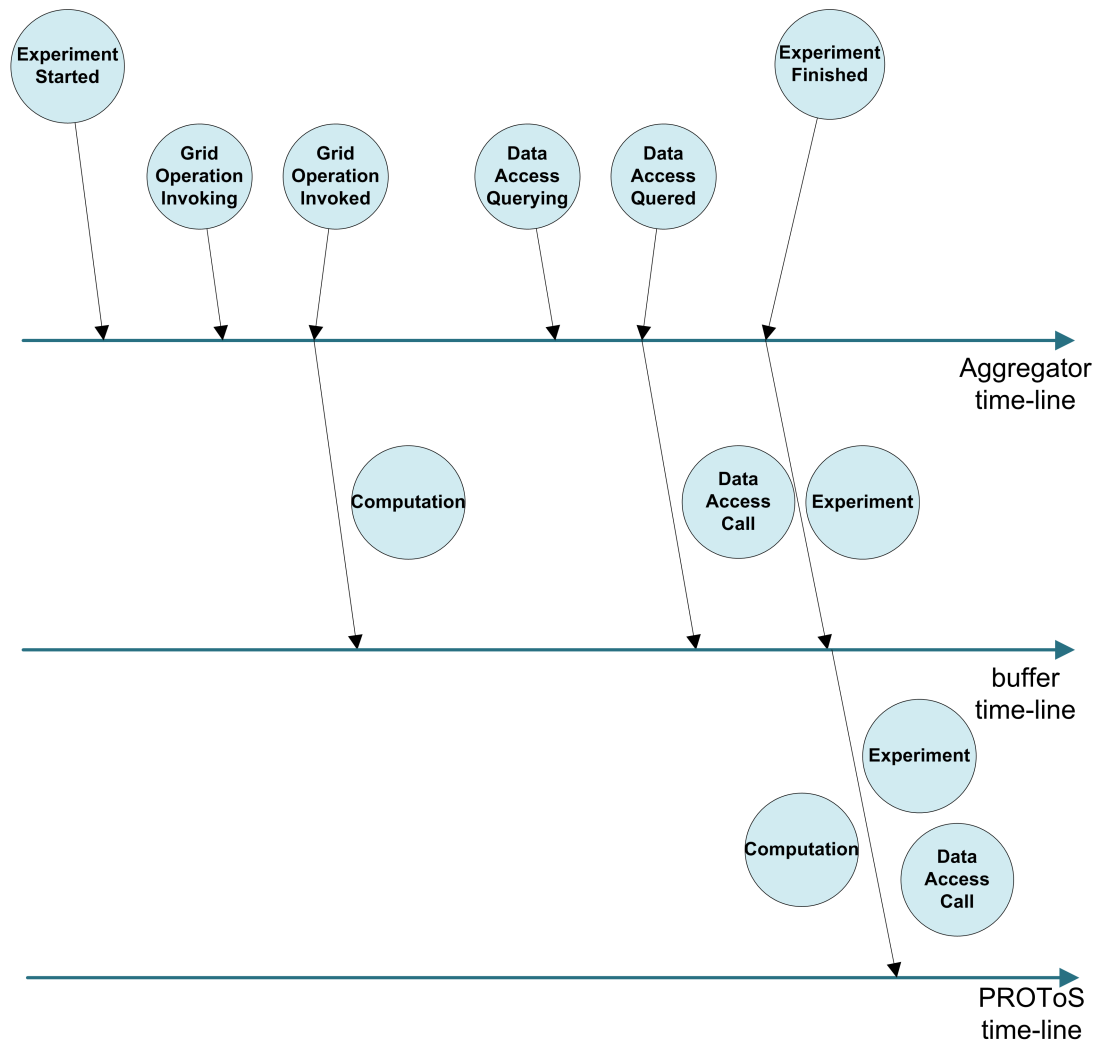 Experiment
Started
Experiment
Finished
Grid
Operation
Invoking
Grid
Operation
Invoked
Data
Access
Querying
Data
Access
Quered
Aggregator
time-line
Computation
Data
Access
Call
Experiment
buffer
time-line
Experiment
Computation
Data
Access
Call
PROToS
time-line